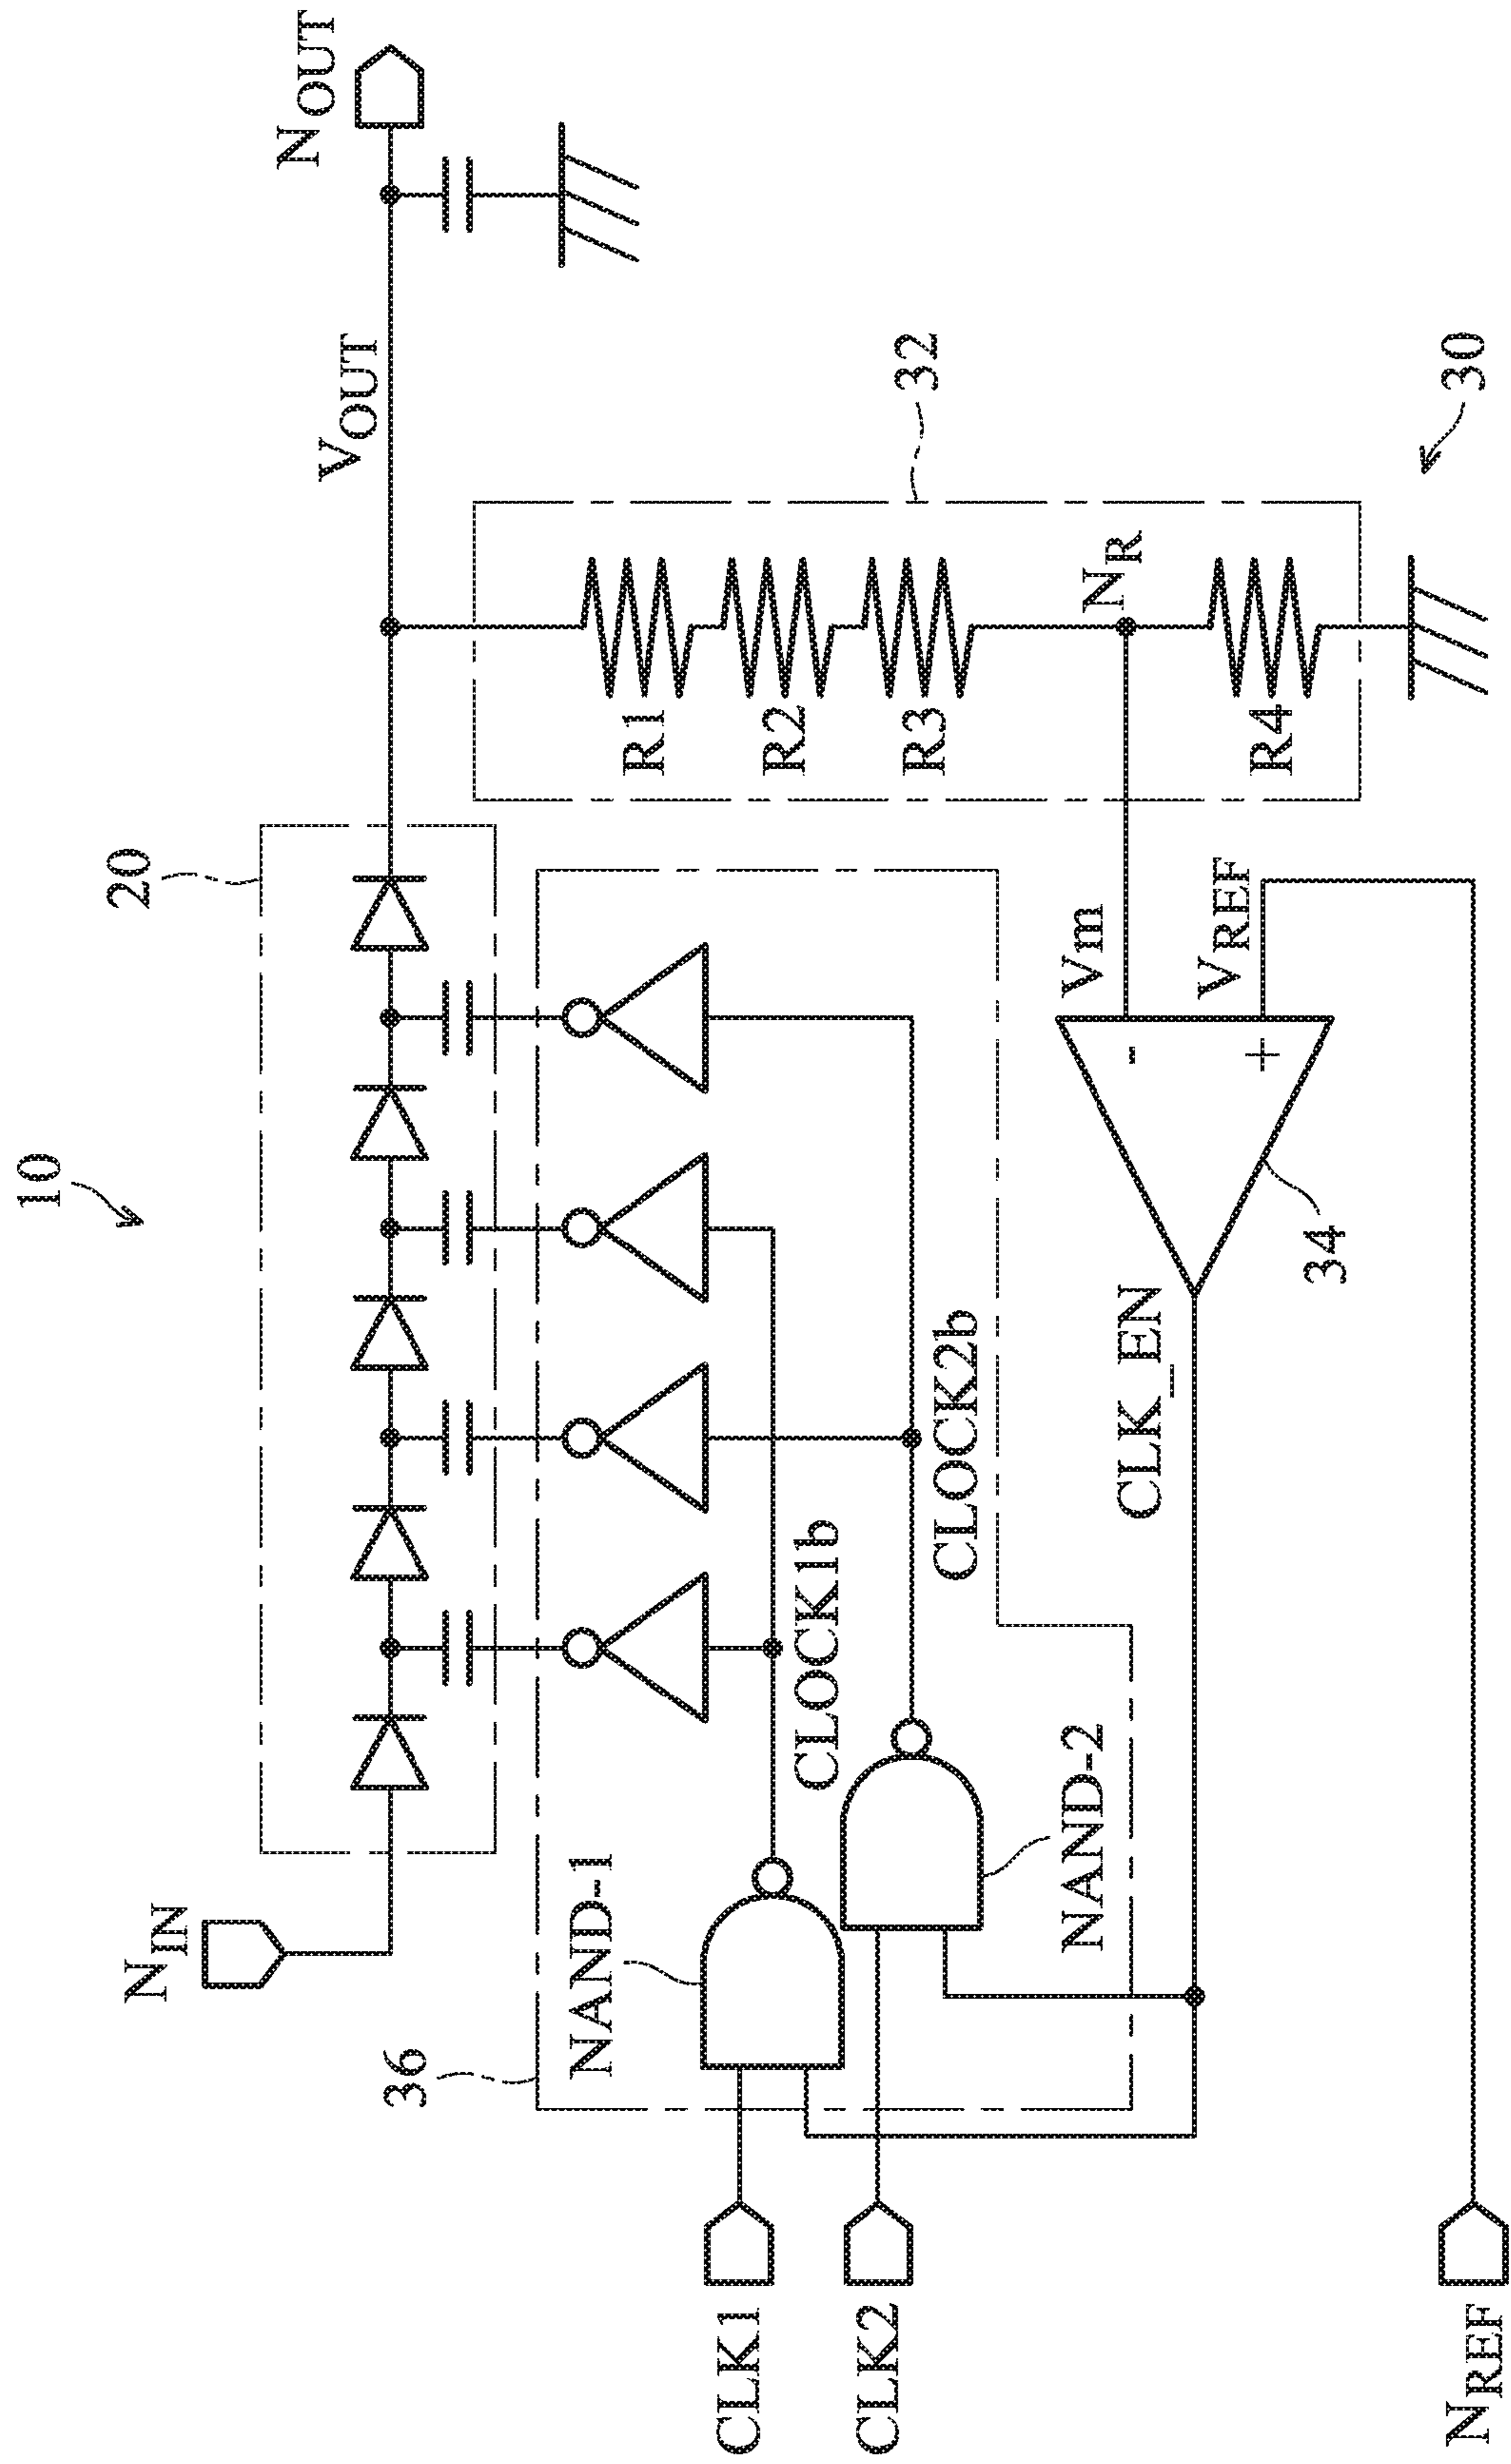 10
20
N_IN
N_OUT
V_OUT
36
NAND-1
NAND-2
CLOCK1b
CLOCK2b
R1
R2
R3
R4
N_R
32
30
CLK1
CLK2
CLK_EN
Vm
V_REF
-
+
34
N_REF